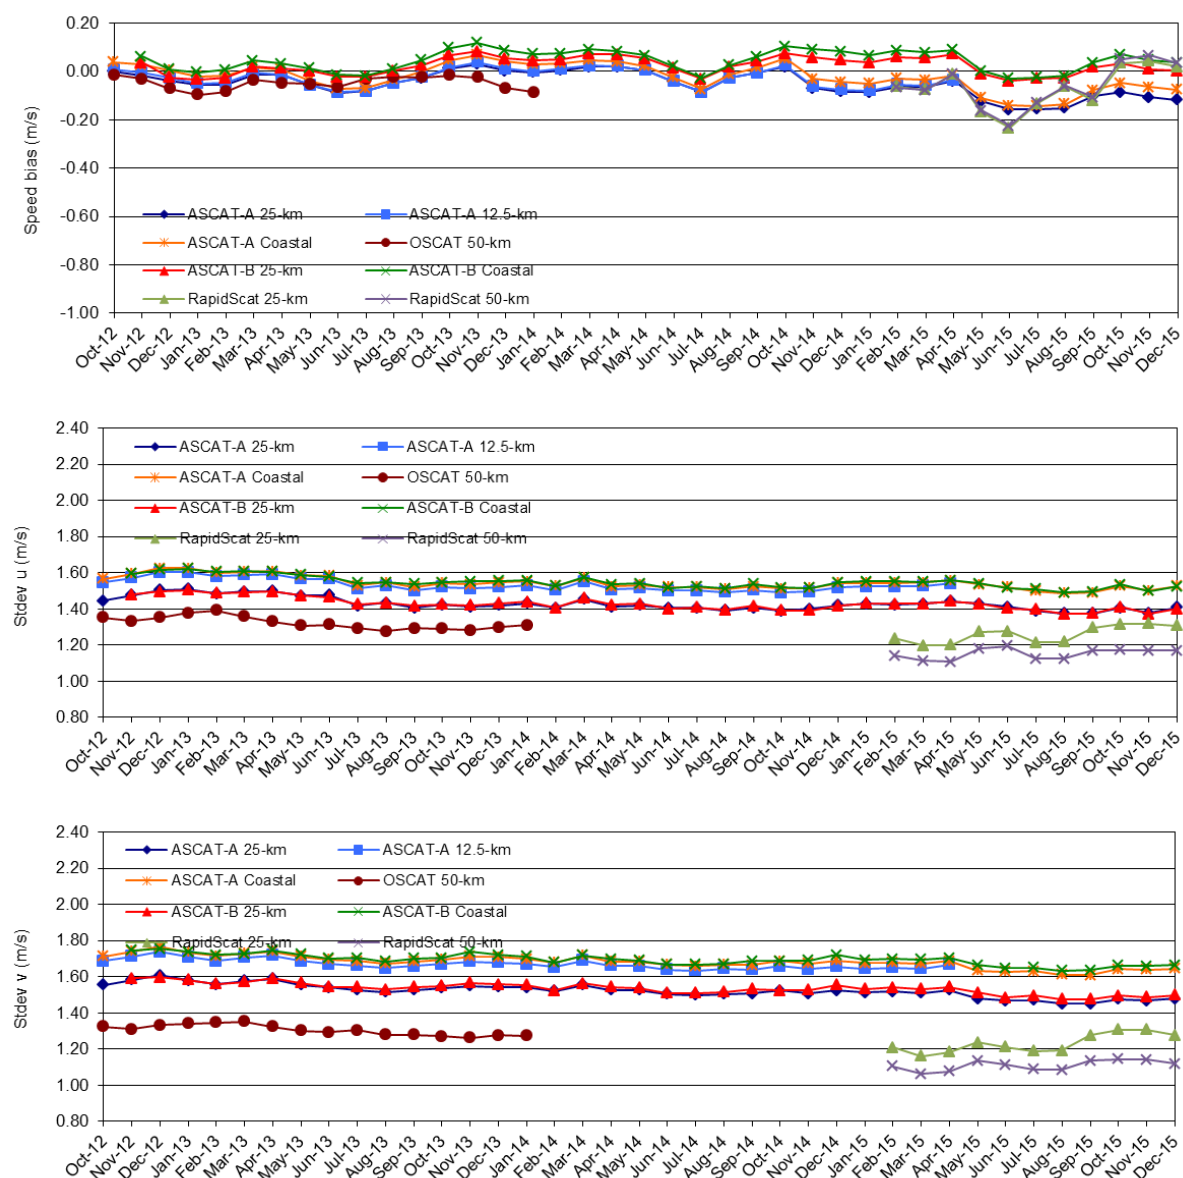 0.20
0.00
-0.20
-0.40
-0.60
-0.80
-1.00
Speed bias (m/s)
ASCAT-A 25-km ASCAT-A 12.5-km
ASCAT-A Coastal OSCAT 50-km
ASCAT-B 25-km ASCAT-B Coastal
RapidScat 25-km RapidScat 50-km
Oct-12 Nov-12 Dec-12 Jan-13 Feb-13 Mar-13 Apr-13 May-13 Jun-13 Jul-13 Aug-13 Sep-13 Oct-13 Nov-13 Dec-13 Jan-14 Feb-14 Mar-14 Apr-14 May-14 Jun-14 Jul-14 Aug-14 Sep-14 Oct-14 Nov-14 Dec-14 Jan-15 Feb-15 Mar-15 Apr-15 May-15 Jun-15 Jul-15 Aug-15 Sep-15 Oct-15 Nov-15 Dec-15
2.40
2.20
2.00
1.80
1.60
1.40
1.20
1.00
0.80
Stdev u (m/s)
ASCAT-A 25-km ASCAT-A 12.5-km
ASCAT-A Coastal OSCAT 50-km
ASCAT-B 25-km ASCAT-B Coastal
RapidScat 25-km RapidScat 50-km
Oct-12 Nov-12 Dec-12 Jan-13 Feb-13 Mar-13 Apr-13 May-13 Jun-13 Jul-13 Aug-13 Sep-13 Oct-13 Nov-13 Dec-13 Jan-14 Feb-14 Mar-14 Apr-14 May-14 Jun-14 Jul-14 Aug-14 Sep-14 Oct-14 Nov-14 Dec-14 Jan-15 Feb-15 Mar-15 Apr-15 May-15 Jun-15 Jul-15 Aug-15 Sep-15 Oct-15 Nov-15 Dec-15
2.40
2.20
2.00
1.80
1.60
1.40
1.20
1.00
0.80
Stdev v (m/s)
ASCAT-A 25-km ASCAT-A 12.5-km
ASCAT-A Coastal OSCAT 50-km
ASCAT-B 25-km ASCAT-B Coastal
RapidScat 25-km RapidScat 50-km
Oct-12 Nov-12 Dec-12 Jan-13 Feb-13 Mar-13 Apr-13 May-13 Jun-13 Jul-13 Aug-13 Sep-13 Oct-13 Nov-13 Dec-13 Jan-14 Feb-14 Mar-14 Apr-14 May-14 Jun-14 Jul-14 Aug-14 Sep-14 Oct-14 Nov-14 Dec-14 Jan-15 Feb-15 Mar-15 Apr-15 May-15 Jun-15 Jul-15 Aug-15 Sep-15 Oct-15 Nov-15 Dec-15